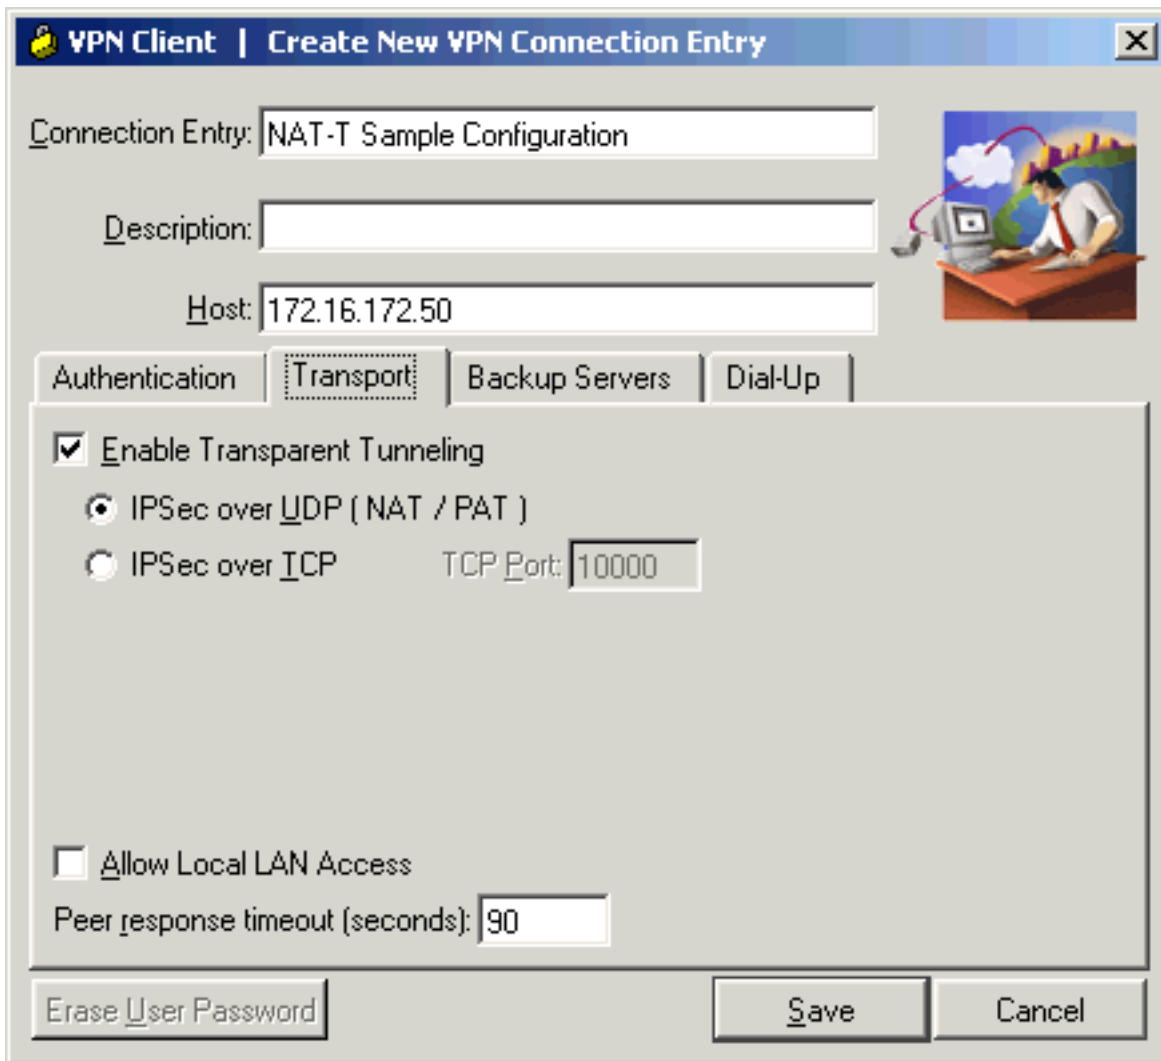 VPN Client | Create New VPN Connection Entry
Connection Entry: NAT-T Sample Configuration
Description:
Host: 172.16.172.50
Authentication Transport Backup Servers Dial-Up
Enable Transparent Tunneling
IPSec over UDP ( NAT / PAT )
IPSec over TCP TCP Port: 10000
Allow Local LAN Access
Peer response timeout (seconds): 90
Erase User Password Save Cancel